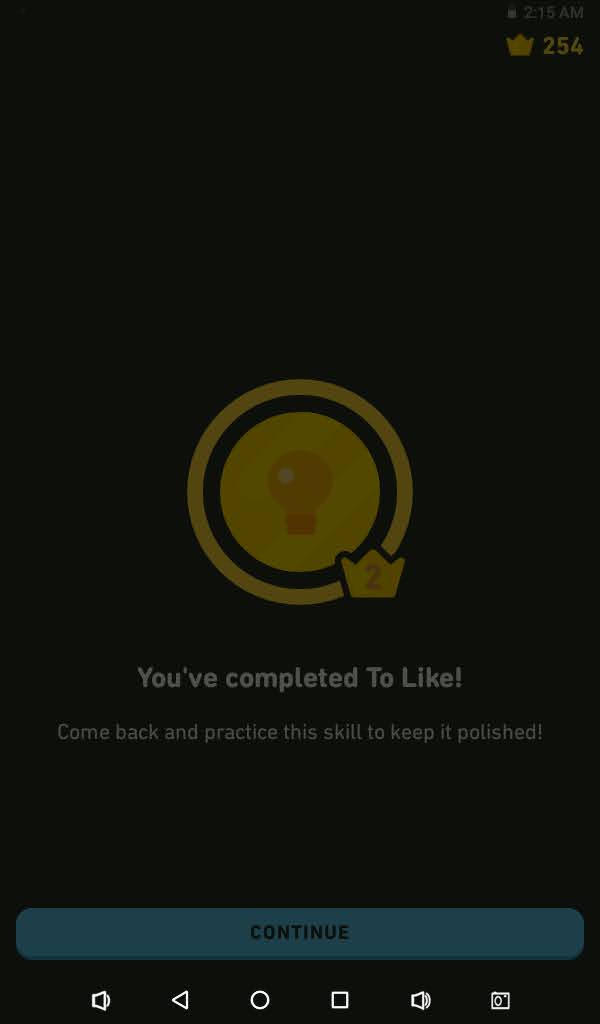 2:15 AM
254
2
You've completed To Like!
Come back and practice this skill to keep it polished!
CONTINUE